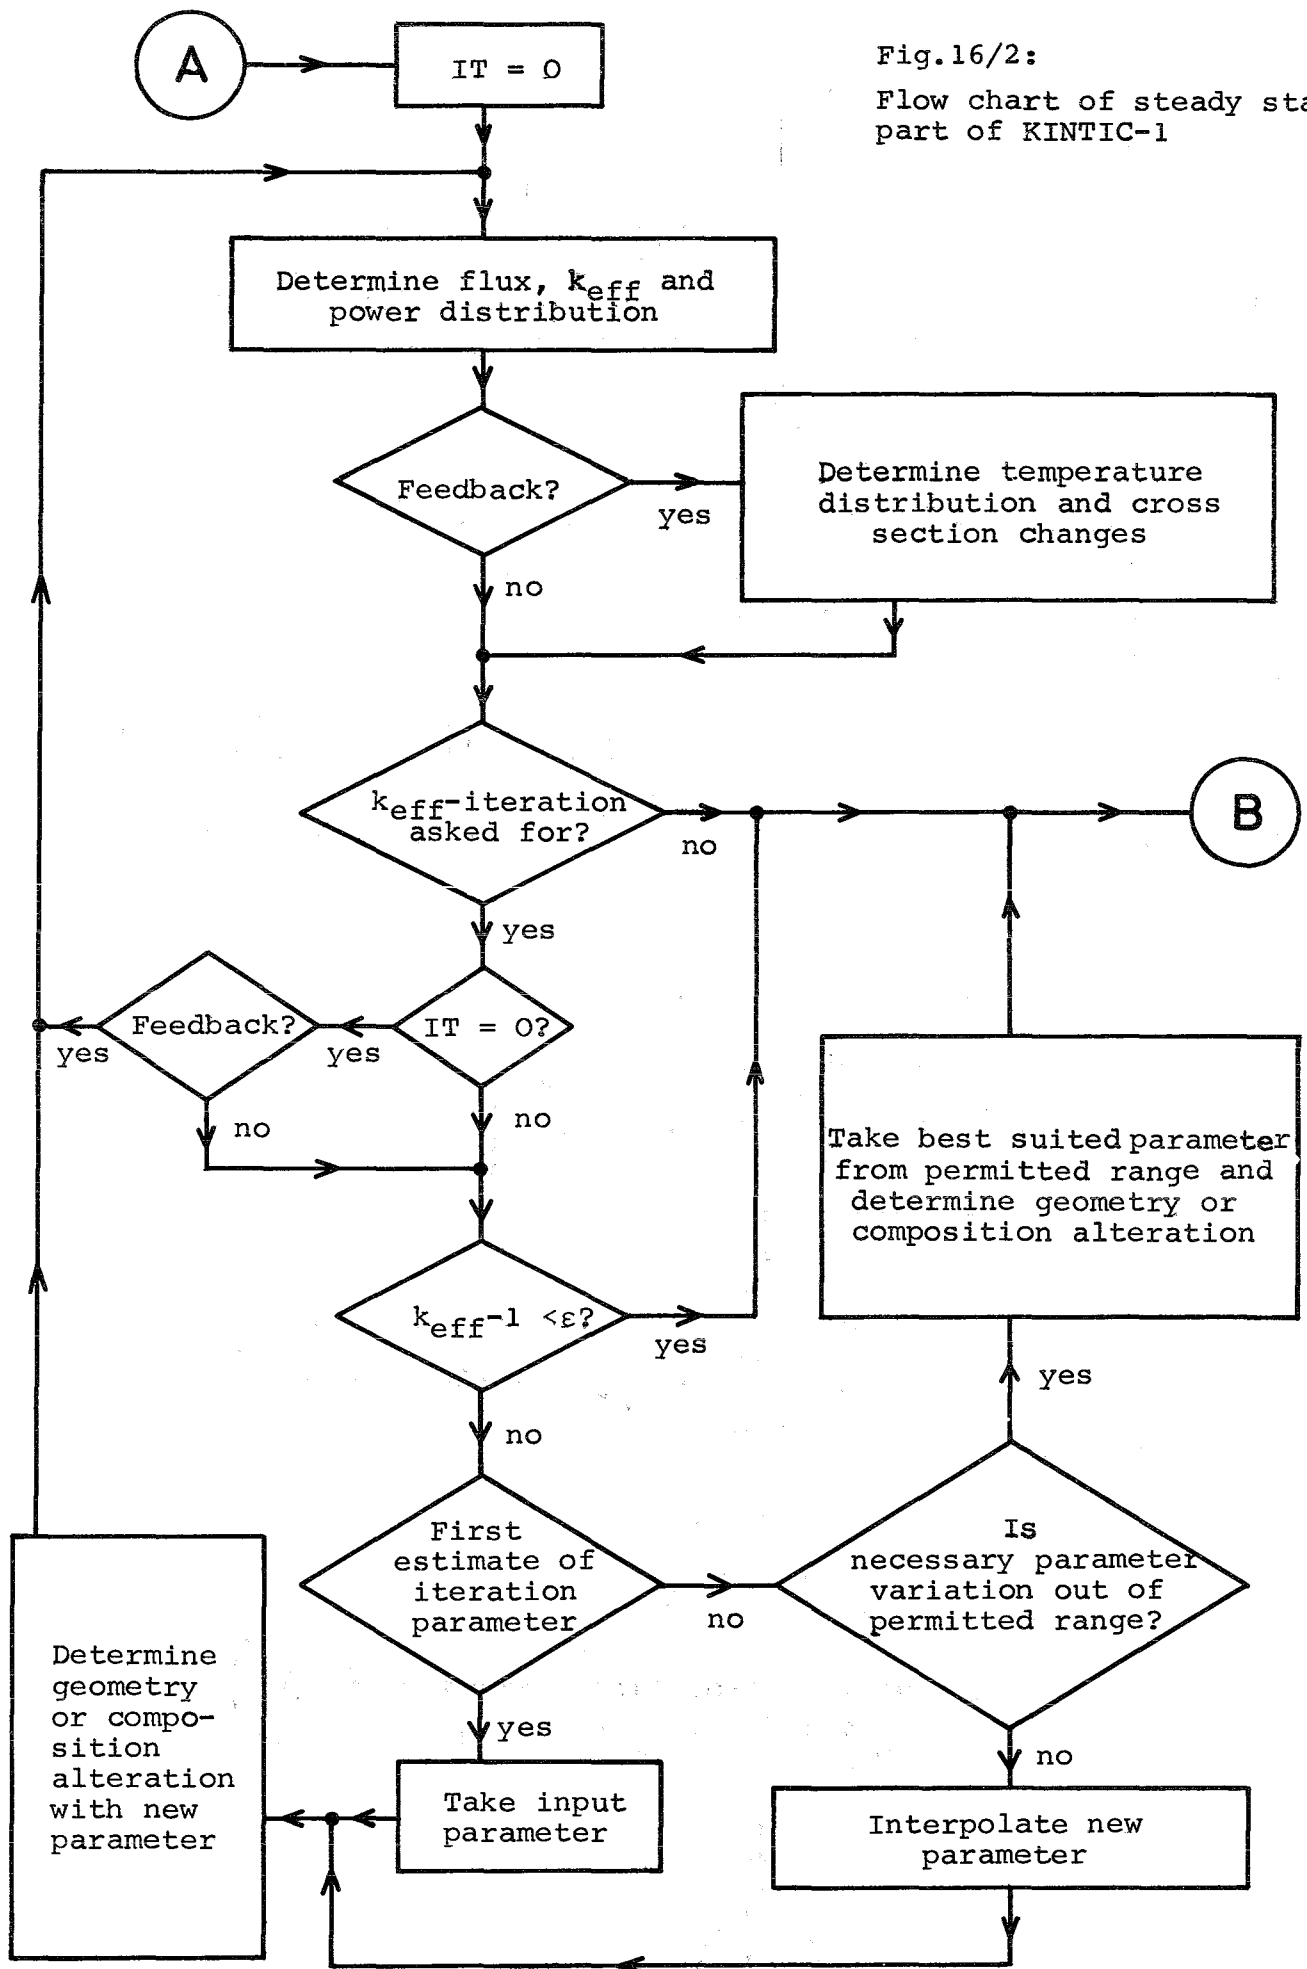 A
IT = 0
Fig.16/2:
Flow chart of steady sta
part of KINTIC-1
Determine flux, keff and
power distribution
Feedback?
yes
no
Determine temperature
distribution and cross
section changes
keff-iteration
asked for?
no
B
yes
Feedback?
yes
yes
IT = 0?
no
no
Take best suited parameter
from permitted range and
determine geometry or
composition alteration
keff-1 <ε?
yes
yes
no
First
estimate of
iteration
parameter
no
Is
necessary parameter
variation out of
permitted range?
Determine
geometry
or compo-
sition
alteration
with new
parameter
yes
no
Take input
parameter
Interpolate new
parameter